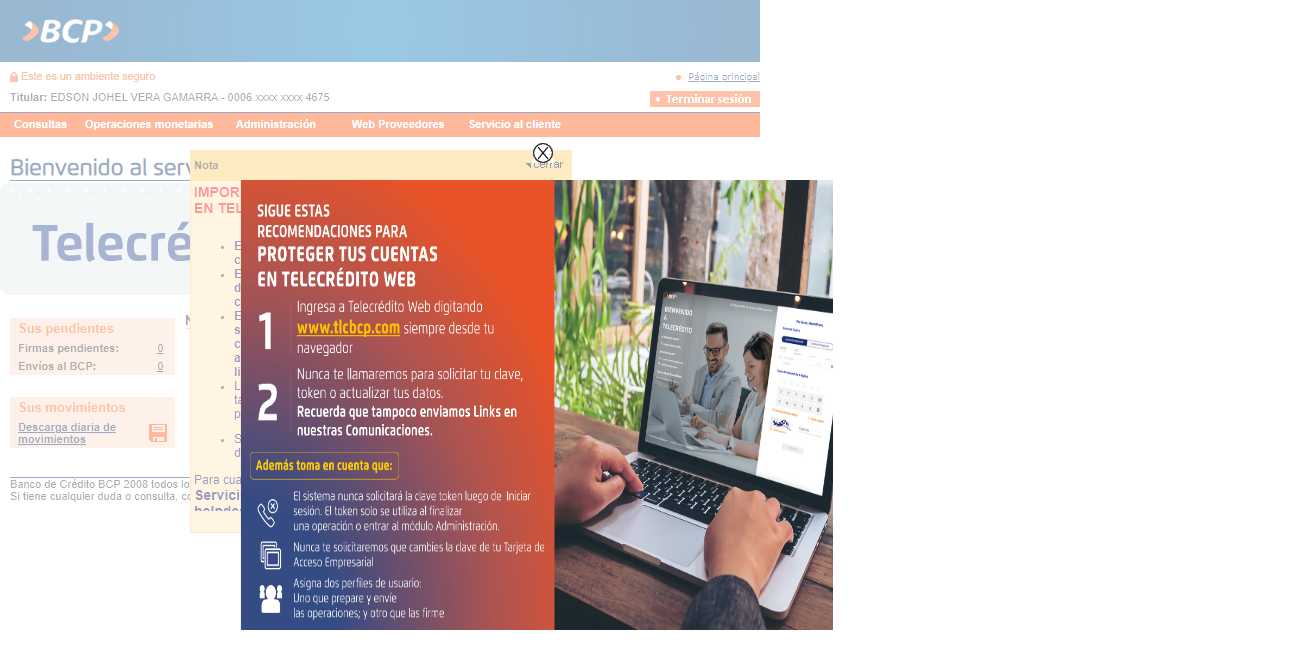 BCP
Este es un ambiente seguro
Página principal
Titular: EDSON JOHEL VERA GAMARRA - 0006 xxxx xxxx 4675
Terminar sesión
Consultas Operaciones monetarias Administración Web Proveedores Servicio al cliente
Bienvenido al serv
Nota
cerrar
IMPOR
EN TEL
Telecré
Sus pendientes
Firmas pendientes: 0
Envíos al BCP: 0
Sus movimientos
Descarga diaria de
movimientos
Para cua
Servici
helpdes
Banco de Crédito BCP 2008 todos lo
Si tiene cualquier duda o consulta, co
SIGUE ESTAS
RECOMENDACIONES PARA
PROTEGER TUS CUENTAS
EN TELECRÉDITO WEB
1
Ingresa a Telecrédito Web digitando
www.tlcbcp.com siempre desde tu
navegador
2
Nunca te llamaremos para solicitar tu clave,
token o actualizar tus datos.
Recuerda que tampoco enviamos Links en
nuestras Comunicaciones.
Además toma en cuenta que:
El sistema nunca solicitará la clave token luego de Iniciar
sesión. El token solo se utiliza al finalizar
una operación o entrar al módulo Administración.
Nunca te solicitaremos que cambies la clave de tu Tarjeta de
Acceso Empresarial
Asigna dos perfiles de usuario:
Uno que prepare y envie
las operaciones; y otro que las firme
BIENVENIDO
A
TELECRÉDITO